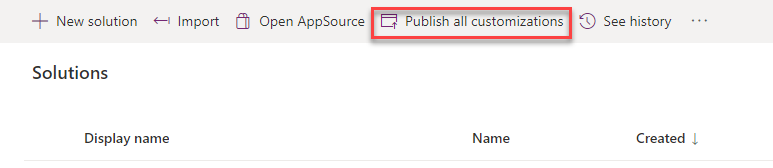 New solution Import Open AppSource Publish all customizations See history ···
Solutions
Display name Name Created ↓